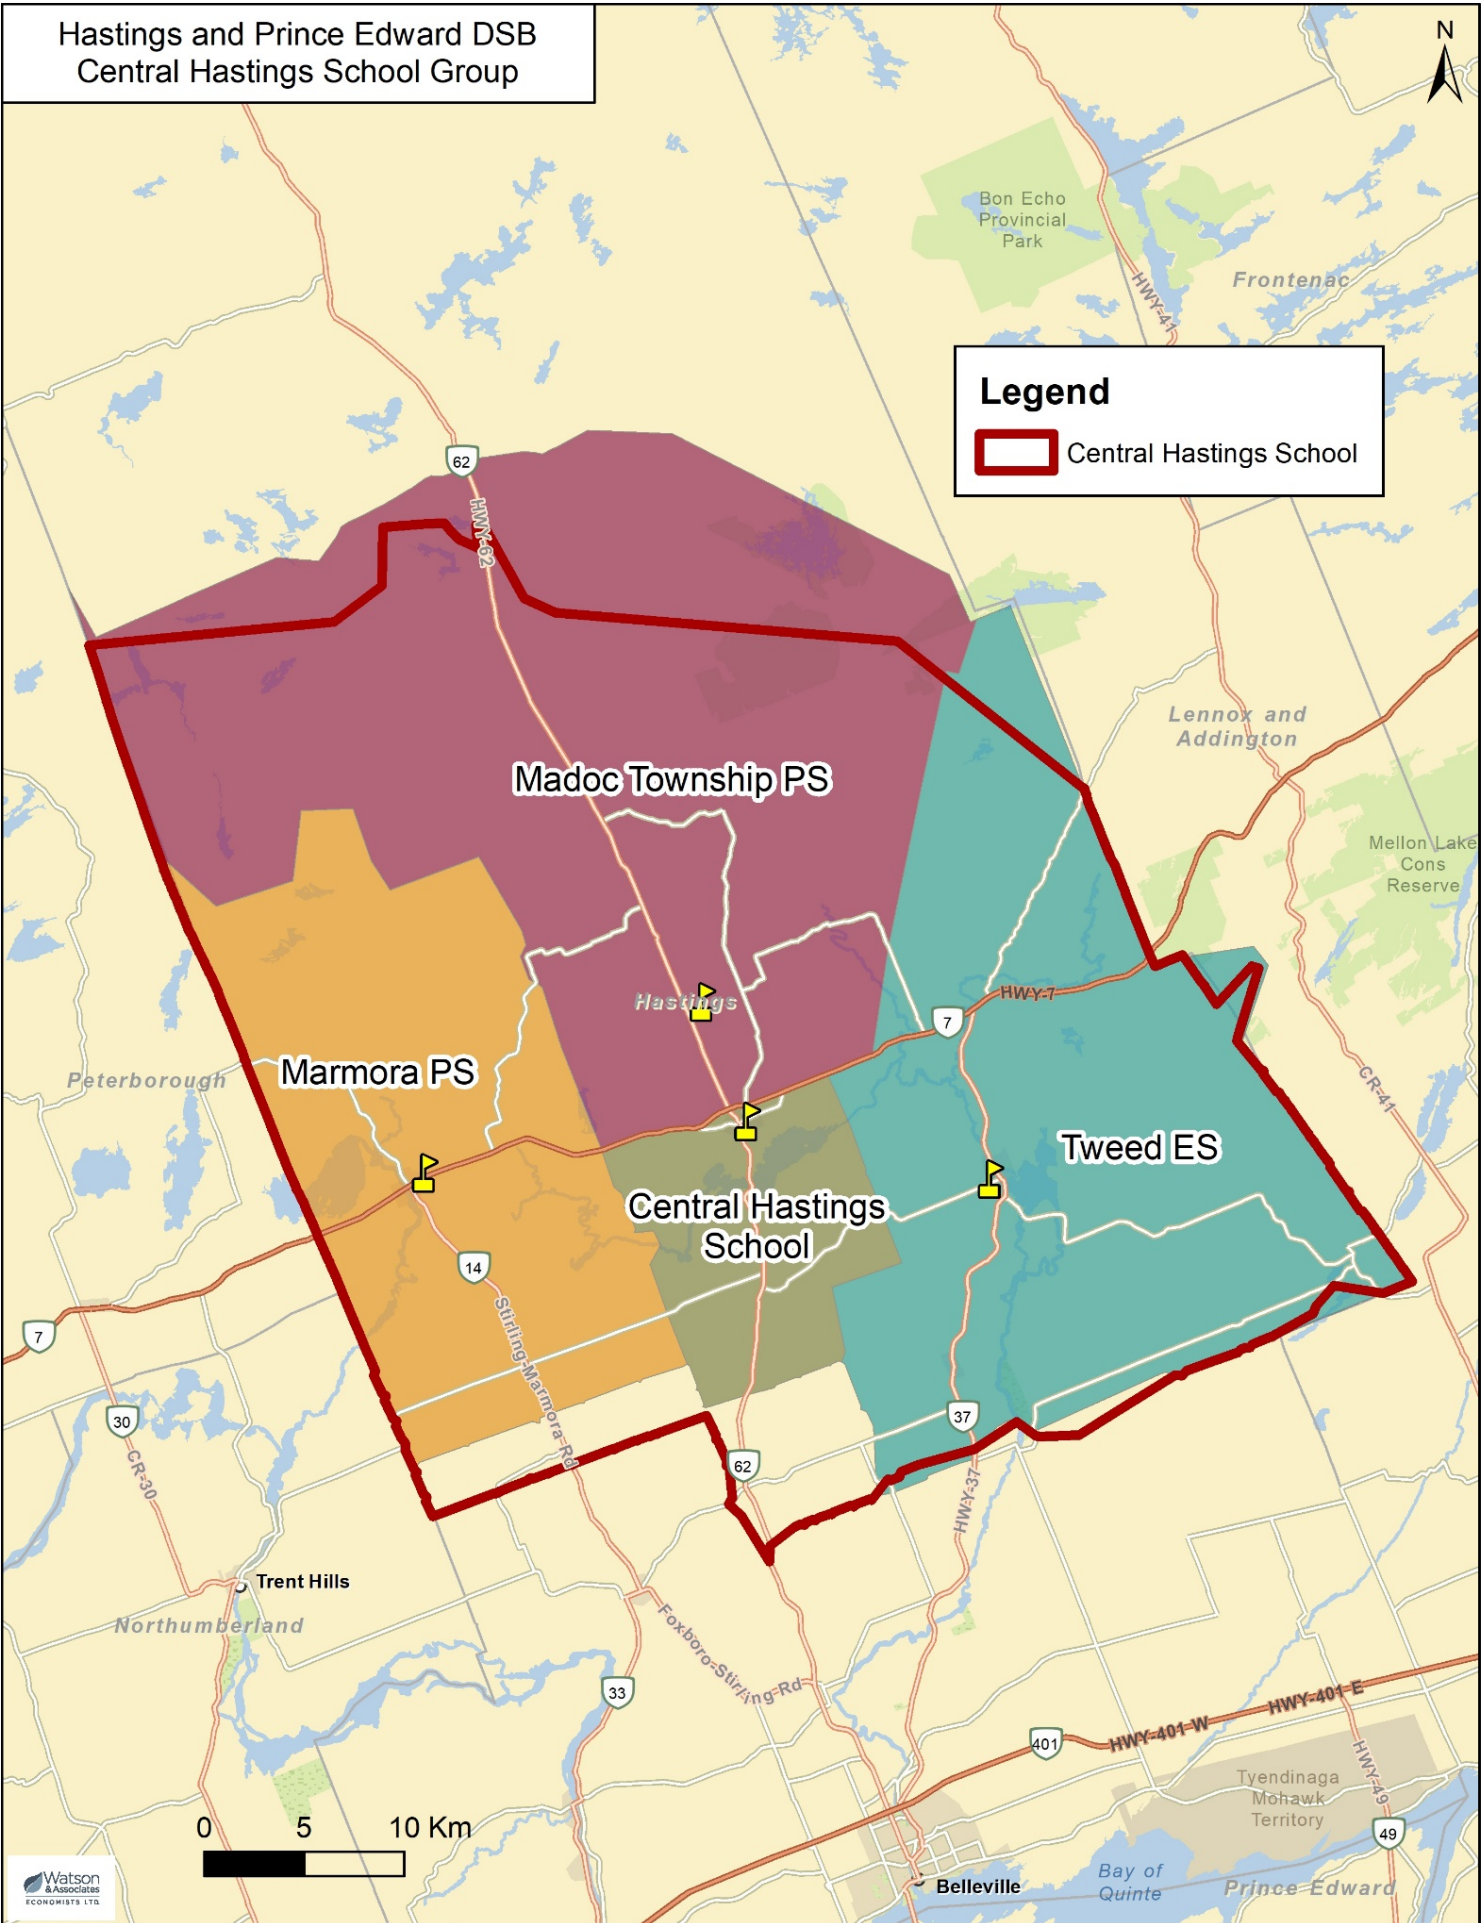 Hastings and Prince Edward DSB
Central Hastings School Group
N
Bon Echo
Provincial
Park
Frontenac
HWY-41
Legend
Central Hastings School
62
HWY-62
Lennox and
Addington
Madoc Township PS
Mellon Lake
Cons
Reserve
Hastings
HWY-7
7
Peterborough
Marmora PS
CR-41
Tweed ES
Central Hastings
School
14
7
Stirling-Marmora Rd
30
37
CR-30
62
HWY-37
Trent Hills
Northumberland
Foxboro-Stirling Rd
33
HWY-401 E
HWY-401 W
401
HWY-49
Tyendinaga
Mohawk
Territory
0 5 10 Km
49
Bay of
Quinte
Belleville
Prince Edward
Watson
& Associates
ECONOMISTS LTD.